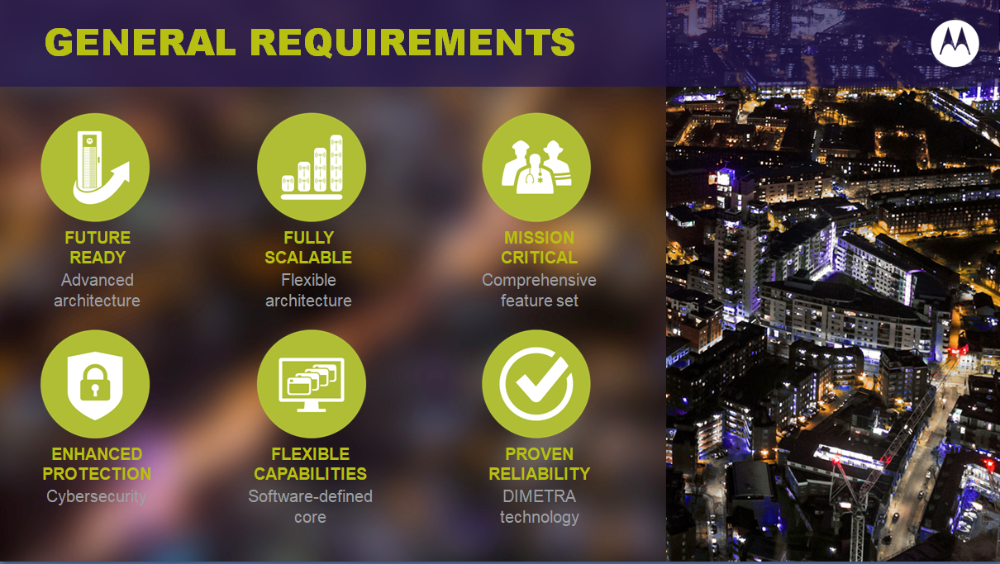 GENERAL REQUIREMENTS
FUTURE
READY
Advanced
architecture
FULLY
SCALABLE
Flexible
architecture
MISSION
CRITICAL
Comprehensive
feature set
ENHANCED
PROTECTION
Cybersecurity
FLEXIBLE
CAPABILITIES
Software-defined
core
PROVEN
RELIABILITY
DIMETRA
technology